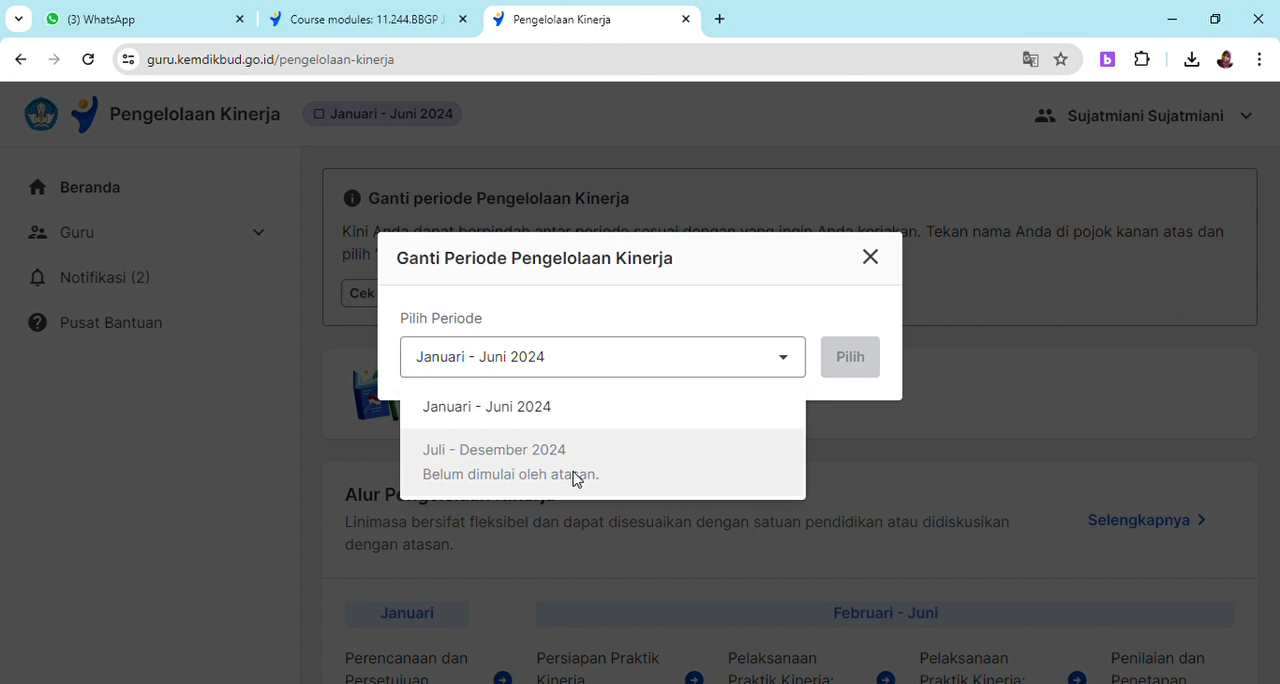 (3) WhatsApp
Course modules: 11.244.BBGP J
Pengelolaan Kinerja
guru.kemdikbud.go.id/pengelolaan-kinerja
Pengelolaan Kinerja
Januari - Juni 2024
Sujatmiani Sujatmiani
Beranda
Guru
Notifikasi (2)
Pusat Bantuan
Ganti periode Pengelolaan Kinerja
Kini Anda dapat berpindah antar periode sesuai dengan yang ingin Anda kerjakan. Tekan nama Anda di pojok kanan atas dan
pilih
Cek
Ganti Periode Pengelolaan Kinerja
Pilih Periode
Januari - Juni 2024
Pilih
Januari - Juni 2024
Juli - Desember 2024
Belum dimulai oleh atasan.
Alur Pengelolaan Kinerja
Linimasa bersifat fleksibel dan dapat disesuaikan dengan satuan pendidikan atau didiskusikan
dengan atasan.
Selengkapnya
Januari
Februari - Juni
Perencanaan dan
Persetujuan
Persiapan Praktik
Kinerja
Pelaksanaan
Praktik Kinerja:
Pelaksanaan
Praktik Kinerja:
Penilaian dan
Penetapan